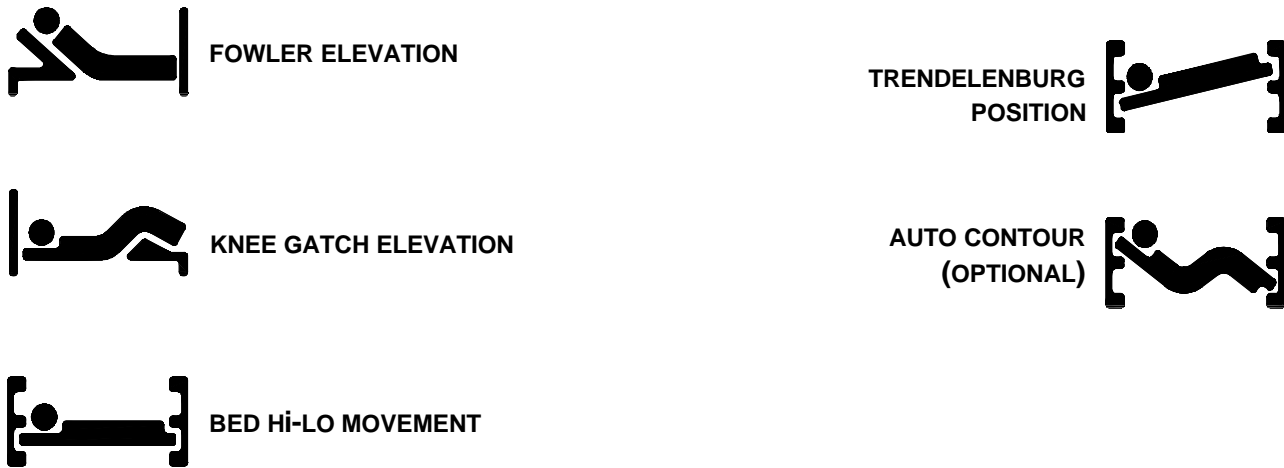 FOWLER ELEVATION
TRENDELENBURG
POSITION
KNEE GATCH ELEVATION
AUTO CONTOUR
(OPTIONAL)
BED Hi-LO MOVEMENT